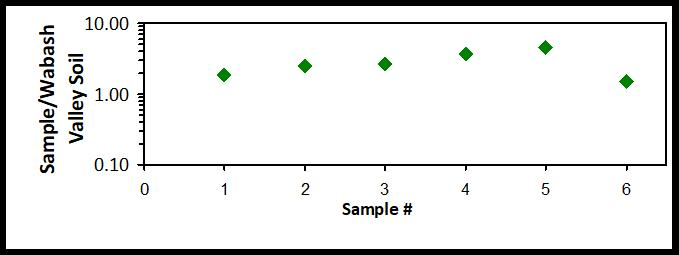 Sample/Wabash
Valley Soil
10.00
1.00
0.10
0 1 2 3 4 5 6
Sample #